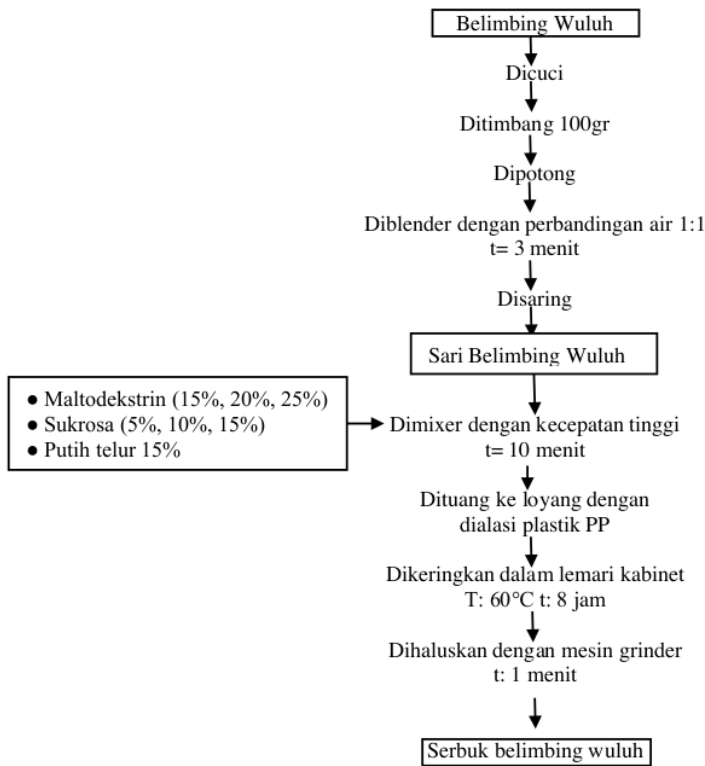 Belimbing Wuluh
Dicuci
Ditimbang 100gr
Dipotong
Diblender dengan perbandingan air 1:1
t= 3 menit
Disaring
Sari Belimbing Wuluh
● Maltodekstrin (15%, 20%, 25%)
● Sukrosa (5%, 10%, 15%)
● Putih telur 15%
Dimixer dengan kecepatan tinggi
t= 10 menit
Dituang ke loyang dengan
dialasi plastik PP
Dikeringkan dalam lemari kabinet
T: 60°C t: 8 jam
Dihaluskan dengan mesin grinder
t: 1 menit
Serbuk belimbing wuluh